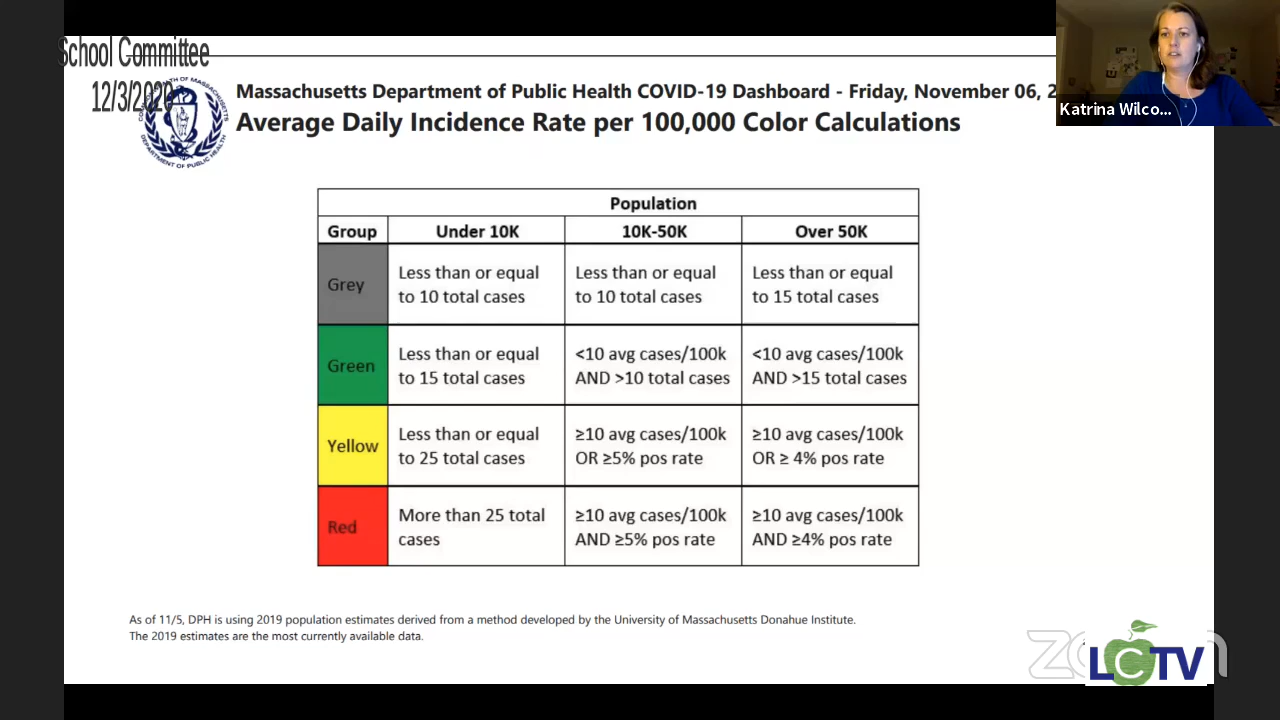 School Committee
12/3/2020
Massachusetts Department of Public Health COVID-19 Dashboard - Friday, November 06, 2
Average Daily Incidence Rate per 100,000 Color Calculations
Katrina Wilco...
Population
Group Under 10K 10K-50K Over 50K
Grey
Less than or equal
to 10 total cases
Less than or equal
to 10 total cases
Less than or equal
to 15 total cases
Green
Less than or equal
to 15 total cases
<10 avg cases/100k
AND >10 total cases
<10 avg cases/100k
AND >15 total cases
Yellow
Less than or equal
to 25 total cases
≥10 avg cases/100k
OR ≥5% pos rate
≥10 avg cases/100k
OR ≥ 4% pos rate
Red
More than 25 total
cases
≥10 avg cases/100k
AND ≥5% pos rate
≥10 avg cases/100k
AND ≥4% pos rate
As of 11/5, DPH is using 2019 population estimates derived from a method developed by the University of Massachusetts Donahue Institute.
The 2019 estimates are the most currently available data.
LCTV